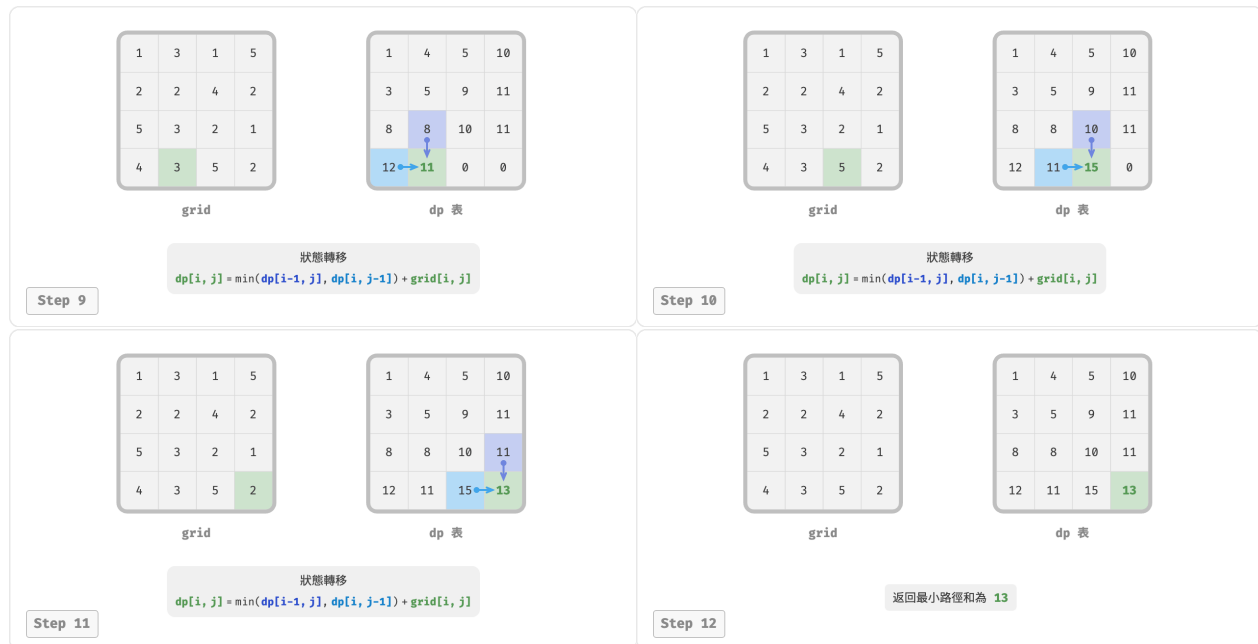 1 3 1 5
2 2 4 2
5 3 2 1
4 3 5 2
grid
1 4 5 10
3 5 9 11
8 8 10 11
12 11 0 0
dp 表
狀態轉移
dp[i, j] = min(dp[i-1, j], dp[i, j-1]) + grid[i, j]
Step 9
1 3 1 5
2 2 4 2
5 3 2 1
4 3 5 2
grid
1 4 5 10
3 5 9 11
8 8 10 11
12 11 15 0
dp 表
狀態轉移
dp[i, j] = min(dp[i-1, j], dp[i, j-1]) + grid[i, j]
Step 10
1 3 1 5
2 2 4 2
5 3 2 1
4 3 5 2
grid
1 4 5 10
3 5 9 11
8 8 10 11
12 11 15 13
dp 表
狀態轉移
dp[i, j] = min(dp[i-1, j], dp[i, j-1]) + grid[i, j]
Step 11
1 3 1 5
2 2 4 2
5 3 2 1
4 3 5 2
grid
1 4 5 10
3 5 9 11
8 8 10 11
12 11 15 13
dp 表
返回最小路徑和為 13
Step 12